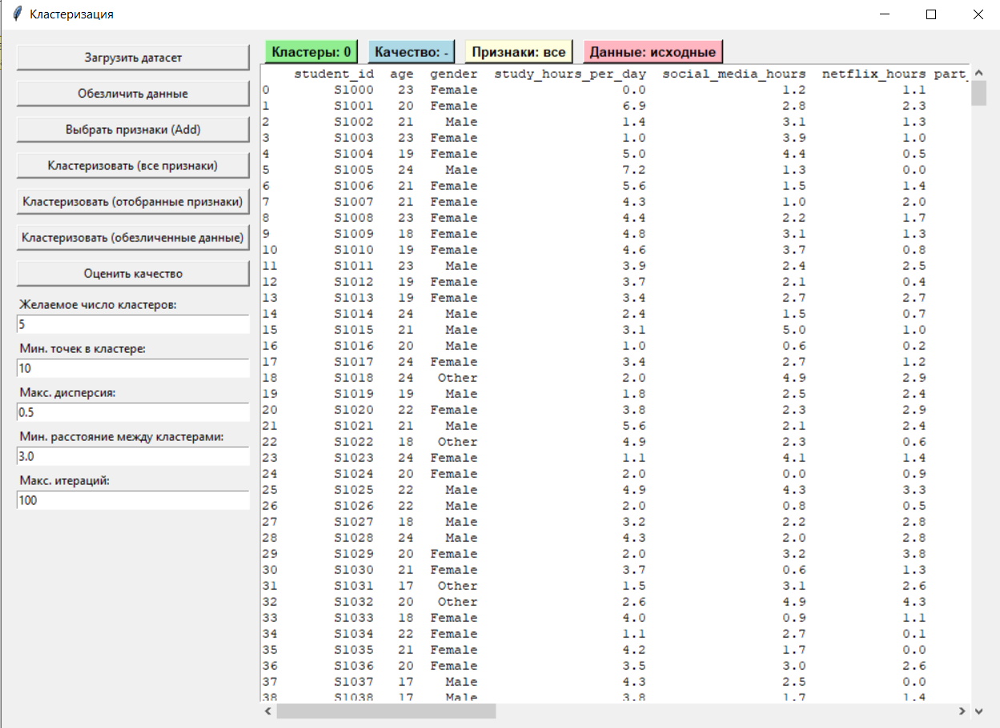 Кластеризация
Загрузить датасет
Обезличить данные
Выбрать признаки (Add)
Кластеризовать (все признаки)
Кластеризовать (отобранные признаки)
Кластеризовать (обезличенные данные)
Оценить качество
Желаемое число кластеров:
5
Мин. точек в кластере:
10
Макс. дисперсия:
0.5
Мин. расстояние между кластерами:
3.0
Макс. итераций:
100
Кластеры: 0 Качество: - Признаки: все Данные: исходные
student_id age gender study_hours_per_day social_media_hours netflix_hours part_
0 S1000 23 Female 0.0 1.2 1.1
1 S1001 20 Female 6.9 2.8 2.3
2 S1002 21 Male 1.4 3.1 1.3
3 S1003 23 Female 1.0 3.9 1.0
4 S1004 19 Female 5.0 4.4 0.5
5 S1005 24 Male 7.2 1.3 0.0
6 S1006 21 Female 5.6 1.5 1.4
7 S1007 21 Female 4.3 1.0 2.0
8 S1008 23 Female 4.4 2.2 1.7
9 S1009 18 Female 4.8 3.1 1.3
10 S1010 19 Female 4.6 3.7 0.8
11 S1011 23 Male 3.9 2.4 2.5
12 S1012 19 Female 3.7 2.1 0.4
13 S1013 19 Female 3.4 2.7 2.7
14 S1014 24 Male 2.4 1.5 0.7
15 S1015 21 Male 3.1 5.0 1.0
16 S1016 20 Male 1.0 0.6 0.2
17 S1017 24 Female 3.4 2.7 1.2
18 S1018 24 Other 2.0 4.9 2.9
19 S1019 19 Male 1.8 2.5 2.4
20 S1020 22 Female 3.8 2.3 2.9
21 S1021 21 Male 5.6 2.1 2.4
22 S1022 18 Other 4.9 2.3 0.6
23 S1023 24 Female 1.1 4.1 1.4
24 S1024 20 Female 2.0 0.0 0.9
25 S1025 22 Male 4.9 4.3 3.3
26 S1026 22 Male 2.0 0.8 0.5
27 S1027 18 Male 3.2 2.2 2.8
28 S1028 24 Male 4.3 2.0 2.8
29 S1029 20 Female 2.0 3.2 3.8
30 S1030 21 Female 3.7 0.6 1.3
31 S1031 17 Other 1.5 3.1 2.6
32 S1032 20 Other 2.6 4.9 4.3
33 S1033 18 Female 4.0 0.9 1.1
34 S1034 22 Female 1.1 2.7 0.1
35 S1035 21 Female 4.2 1.7 0.0
36 S1036 20 Female 3.5 3.0 2.6
37 S1037 17 Male 4.3 2.5 0.0
38 S1038 17 Male 3.8 1.7 1.4